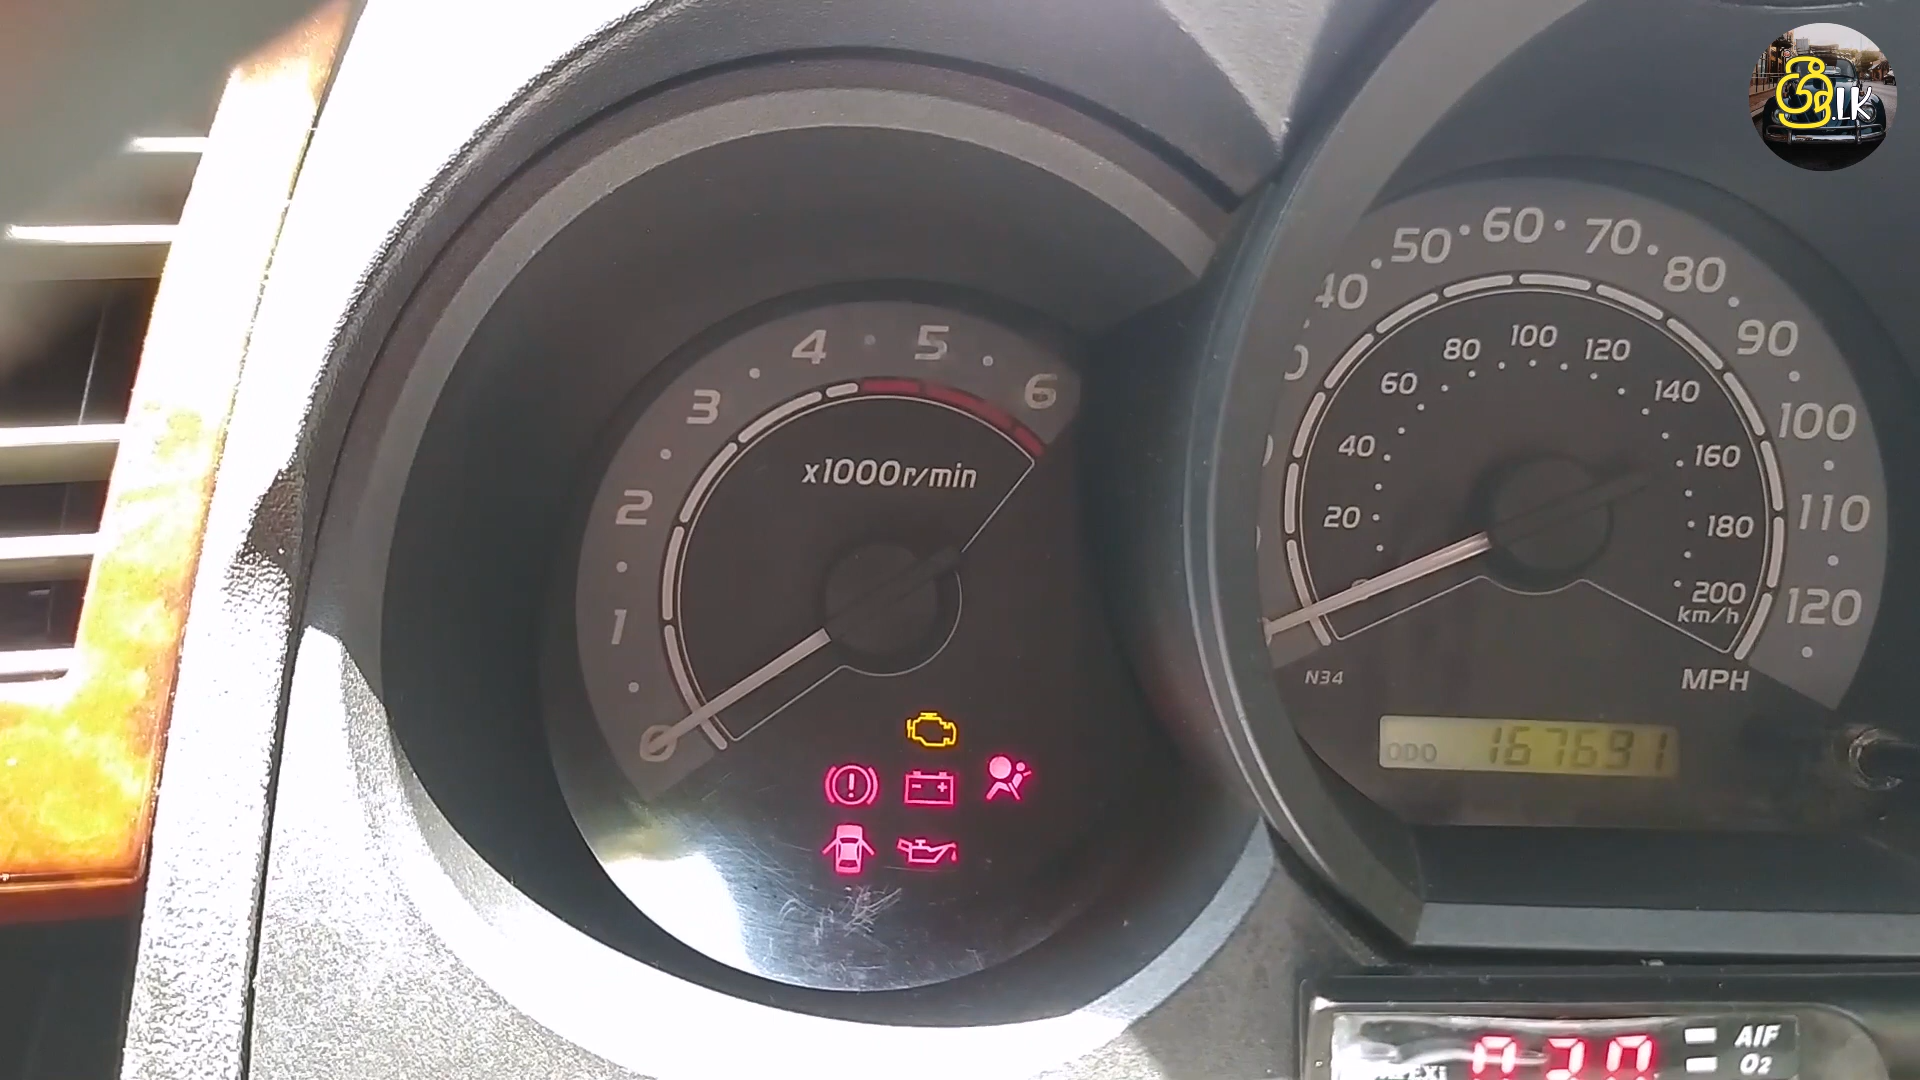 රිය.LK
0 1 2 3 4 5 6
x1000r/min
40 50 60 70 80 90 100 110 120
20 40 60 80 100 120 140 160 180 200
km/h
N34
MPH
ODO 167691
A/F
O2